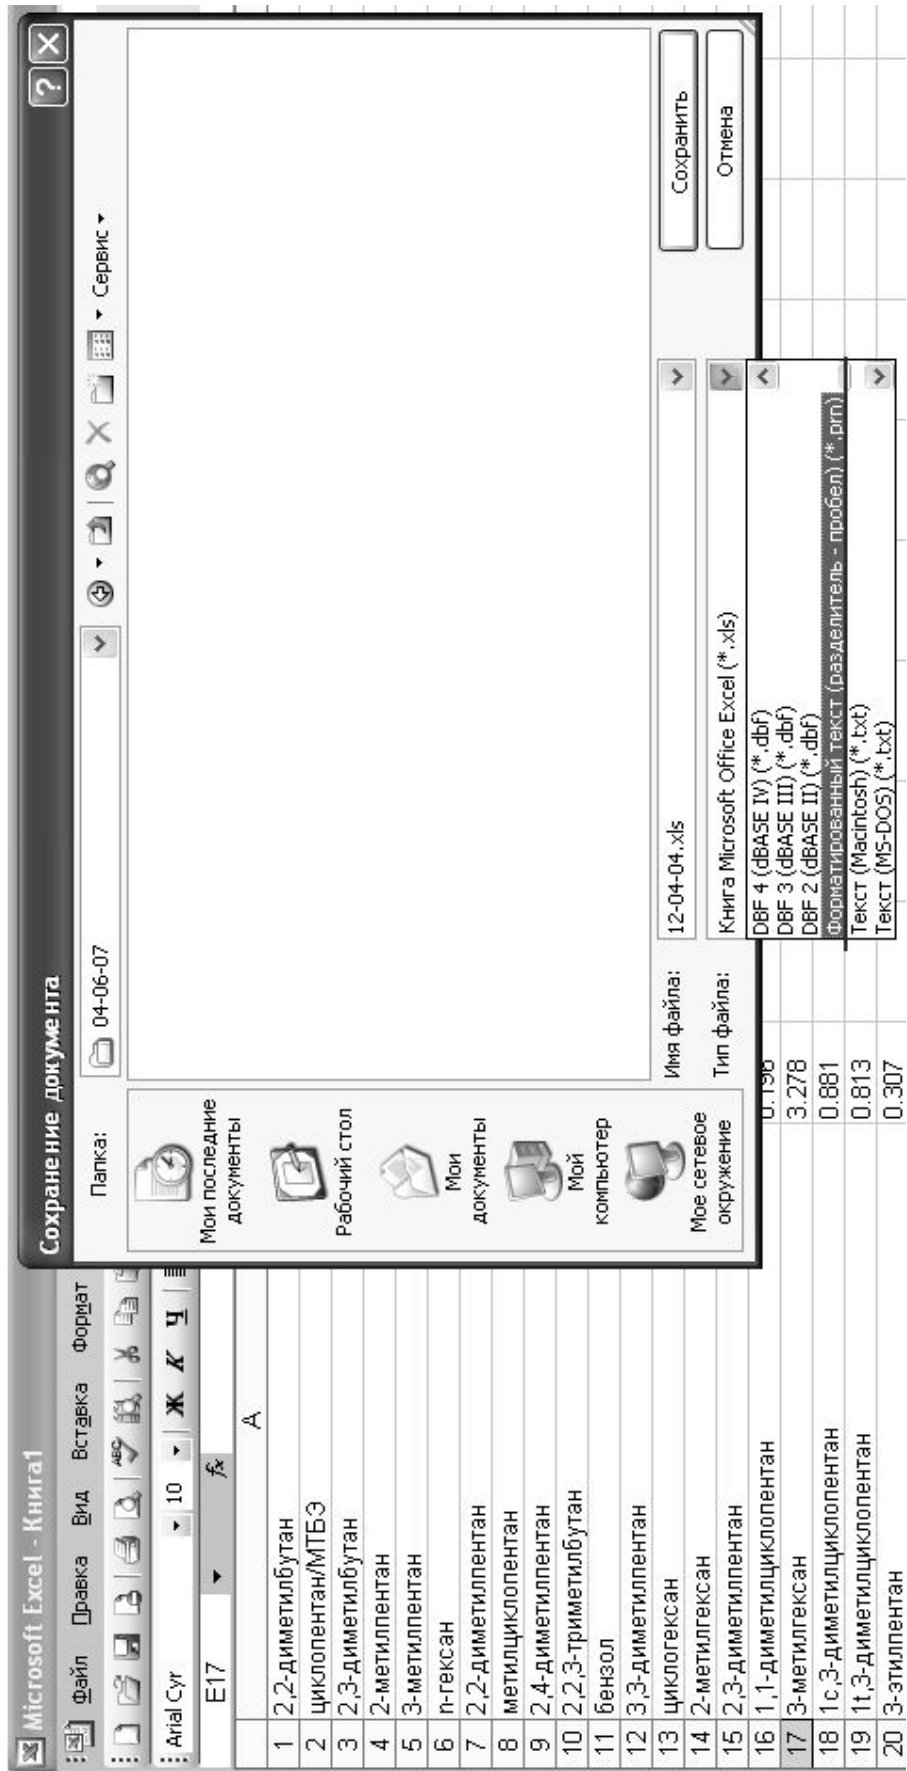 Microsoft Excel - Книга1
Файл Правка Вид Вставка Формат
Arial Cyr 10 Ж К Ч
E17 fx
A
1 2,2-диметилбутан
2 циклопентан/МТБЭ
3 2,3-диметилбутан
4 2-метилпентан
5 3-метилпентан
6 n-гексан
7 2,2-диметилпентан
8 метилциклопентан
9 2,4-диметилпентан
10 2,2,3-триметилбутан
11 бензол
12 3,3-диметилпентан
13 циклогексан
14 2-метилгексан
15 2,3-диметилпентан
16 1,1-диметилциклопентан 0.196
17 3-метилгексан 3.278
18 1с,3-диметилциклопентан 0.881
19 1t,3-диметилциклопентан 0.813
20 3-этилпентан 0.307
Сохранение документа
Папка: 04-06-07 Сервис
Мои последние
документы
Рабочий стол
Мои
документы
Мой
компьютер
Мое сетевое
окружение
Имя файла: 12-04-04.xls Сохранить
Тип файла: Книга Microsoft Office Excel (*.xls) Отмена
DBF 4 (dBASE IV) (*.dbf)
DBF 3 (dBASE III) (*.dbf)
DBF 2 (dBASE II) (*.dbf)
Форматированный текст (разделитель - пробел) (*.prn)
Текст (Macintosh) (*.txt)
Текст (MS-DOS) (*.txt)